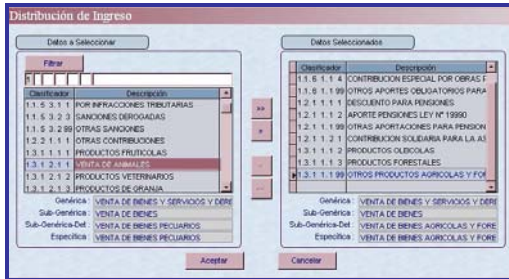 Distribución de Ingreso
Datos a Seleccionar
Filtrar
1
Clasificador Descripción
1.1. 5 3. 1 1 POR INFRACCIONES TRIBUTARIAS
1.1. 5 3. 2 3 SANCIONES DEROGADAS
1.1. 5 3. 2 99 OTRAS SANCIONES
1.2. 2 1. 1 1 OTRAS CONTRIBUCIONES
1.3. 1 1. 1 1 PRODUCTOS FRUTICOLAS
1.3. 1 2. 1 1 VENTA DE ANIMALES
1.3. 1 2. 1 2 PRODUCTOS VETERINARIOS
1.3. 1 2. 1 3 PRODUCTOS DE GRANJA
Genérica : VENTA DE BIENES Y SERVICIOS Y DERE
Sub-Genérica : VENTA DE BIENES
Sub-Genérica-Det : VENTA DE BIENES PECUARIOS
Específica : VENTA DE BIENES PECUARIOS
Aceptar
Datos Seleccionados
Clasificador Descripción
1.1. 6 1. 1 4 CONTRIBUCION ESPECIAL POR OBRAS P
1.1. 6 1. 1 99 OTROS APORTES OBLIGATORIOS PARA
1.2. 1 1. 1 1 DESCUENTO PARA PENSIONES
1.2. 1 1. 1 2 APORTE PENSIONES LEY Nº 19990
1.2. 1 1. 1 99 OTRAS APORTACIONES PARA PENSION
1.2. 1 1. 2 1 CONTRIBUCION SOLIDARIA PARA LA AS
1.3. 1 1. 1 2 PRODUCTOS OLEICOLAS
1.3. 1 1. 1 3 PRODUCTOS FORESTALES
1.3. 1 1. 1 99 OTROS PRODUCTOS AGRICOLAS Y FOR
Genérica : VENTA DE BIENES Y SERVICIOS Y DERE
Sub-Genérica : VENTA DE BIENES
Sub-Genérica-Det : VENTA DE BIENES AGRICOLAS Y FORE
Específica : VENTA DE BIENES AGRICOLAS Y FORE
Cancelar